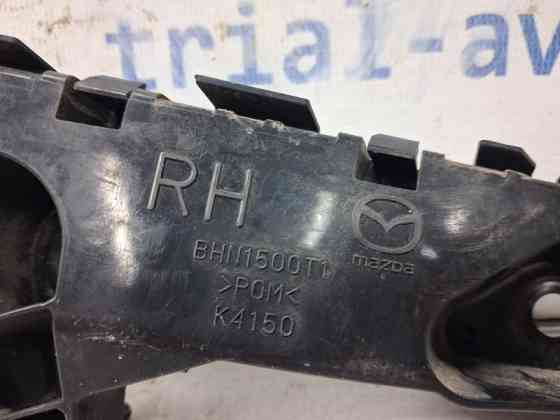 trial-av
RH
BHN1500T1
mazda
>POM<
K4150